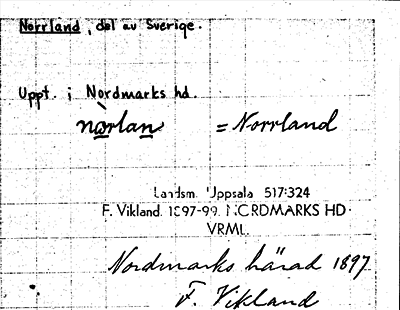 Norrland, del av Sverige.
Uppt. i Nordmarks hd.
nòrlan = Norrland
Landsm. Uppsala 517:324
F. Vikland. 1897-99. NORDMARKS HD.
VRML.
Nordmarks härad 1897
F. Vikland